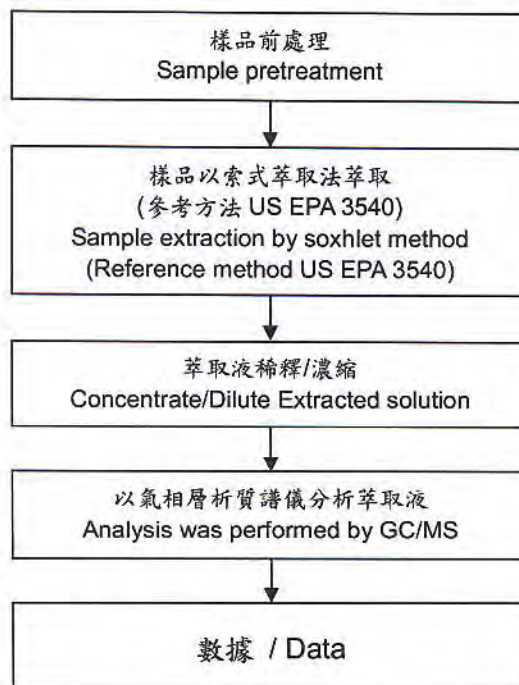 樣品前處理
Sample pretreatment
樣品以索式萃取法萃取
(參考方法 US EPA 3540)
Sample extraction by soxhlet method
(Reference method US EPA 3540)
萃取液稀釋/濃縮
Concentrate/Dilute Extracted solution
以氣相層析質譜儀分析萃取液
Analysis was performed by GC/MS
數據 / Data